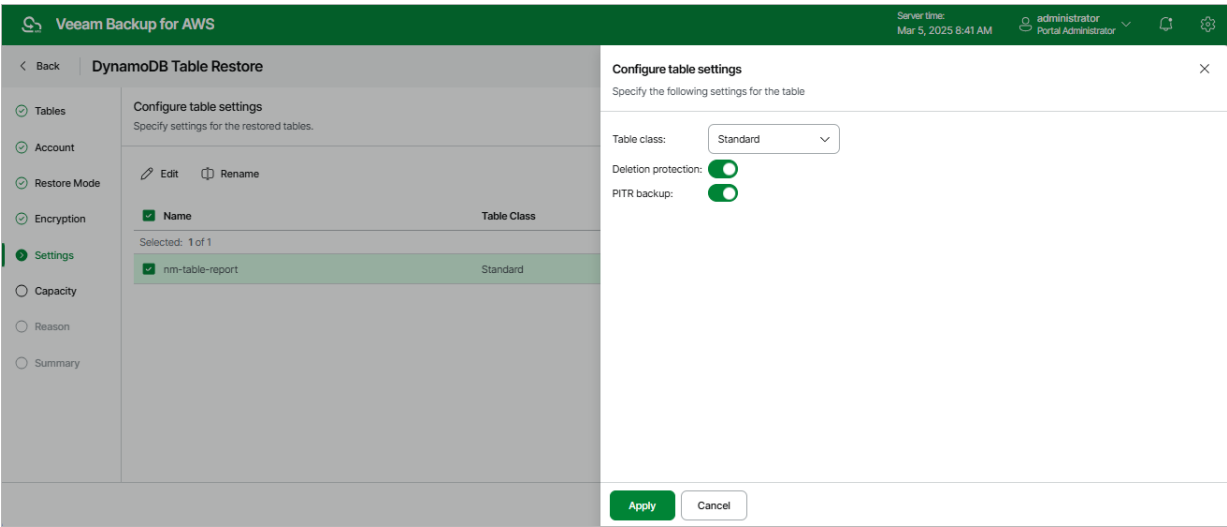 Veeam Backup for AWS
Server time:
Mar 5, 2025 8:41 AM
administrator
Portal Administrator
Back
DynamoDB Table Restore
Tables
Account
Restore Mode
Encryption
Settings
Capacity
Reason
Summary
Configure table settings
Specify settings for the restored tables.
Edit
Rename
Name Table Class
Selected: 1 of 1
nm-table-report Standard
Configure table settings
Specify the following settings for the table
Table class: Standard
Deletion protection:
PITR backup:
Apply Cancel